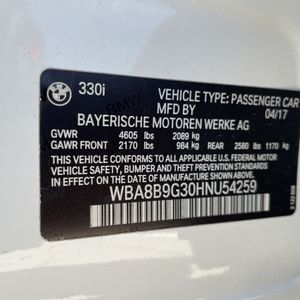 330i
VEHICLE TYPE: PASSENGER CAR
MFD BY 04/17
BAYERISCHE MOTOREN WERKE AG
GVWR 4605 lbs 2089 kg
GAWR FRONT 2170 lbs 984 kg REAR 2580 lbs 1170 kg
THIS VEHICLE CONFORMS TO ALL APPLICABLE U.S. FEDERAL MOTOR
VEHICLE SAFETY, BUMPER AND THEFT PREVENTION STANDARDS
IN EFFECT ON THE DATE OF MANUFACTURE SHOWN ABOVE.
WBA8B9G30HNU54259